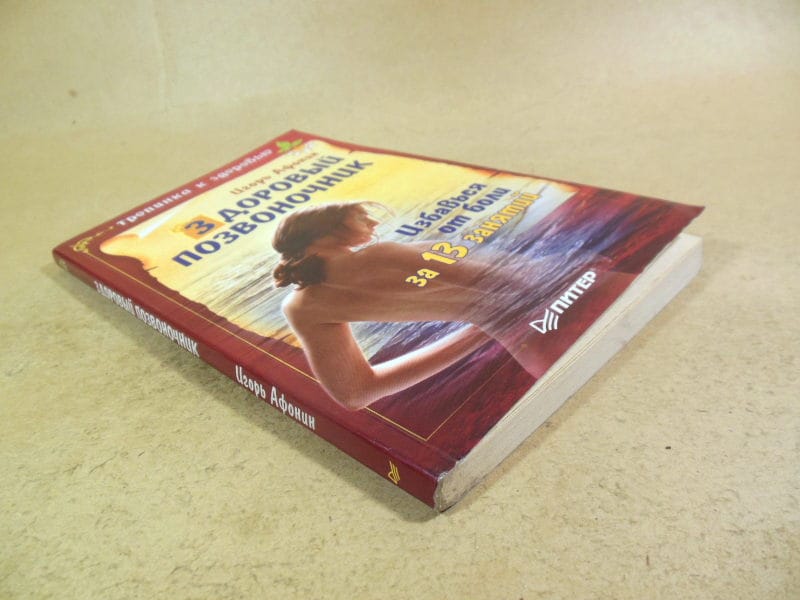 Тропинка к здоровью
Игорь Афонин
ЗДОРОВЫЙ
ПОЗВОНОЧНИК
Избавься
от боли
за 13 занятий
ПИТЕР
ЗДОРОВЫЙ ПОЗВОНОЧНИК
Игорь Афонин